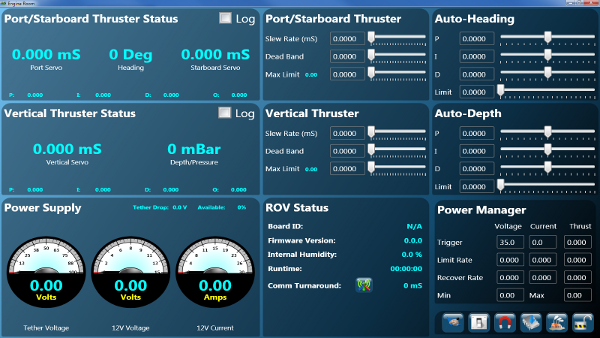 Engine Room
Port/Starboard Thruster Status
Log
0.000 mS
0 Deg
0.000 mS
Port Servo
Heading
Starboard Servo
P: 0.000 I: 0.000 D: 0.000 O: 0.000
Port/Starboard Thruster
Slew Rate (mS) 0.0000
Dead Band 0.0000
Max Limit 0.00 0.0000
Auto-Heading
P 0.0000
I 0.0000
D 0.0000
Limit 0.0000
Vertical Thruster Status
Log
0.000 mS
0 mBar
Vertical Servo
Depth/Pressure
P: 0.000 I: 0.000 D: 0.000 O: 0.000
Vertical Thruster
Slew Rate (mS) 0.0000
Dead Band 0.0000
Max Limit 0.00 0.0000
Auto-Depth
P 0.0000
I 0.0000
D 0.0000
Limit 0.0000
Power Supply
Tether Drop: 0.0 V Available: 0%
0.00
Volts
0.00
Volts
0.00
Amps
Tether Voltage
12V Voltage
12V Current
ROV Status
Board ID: N/A
Firmware Version: 0.0.0
Internal Humidity: 0.0 %
Runtime: 00:00:00
Comm Turnaround: 0 mS
Power Manager
Voltage Current Thrust
Trigger 35.0 0.0 0.000
Limit Rate 0.000 0.000 0.000
Recover Rate 0.000 0.000 0.000
Min 0.00 Max 0.00